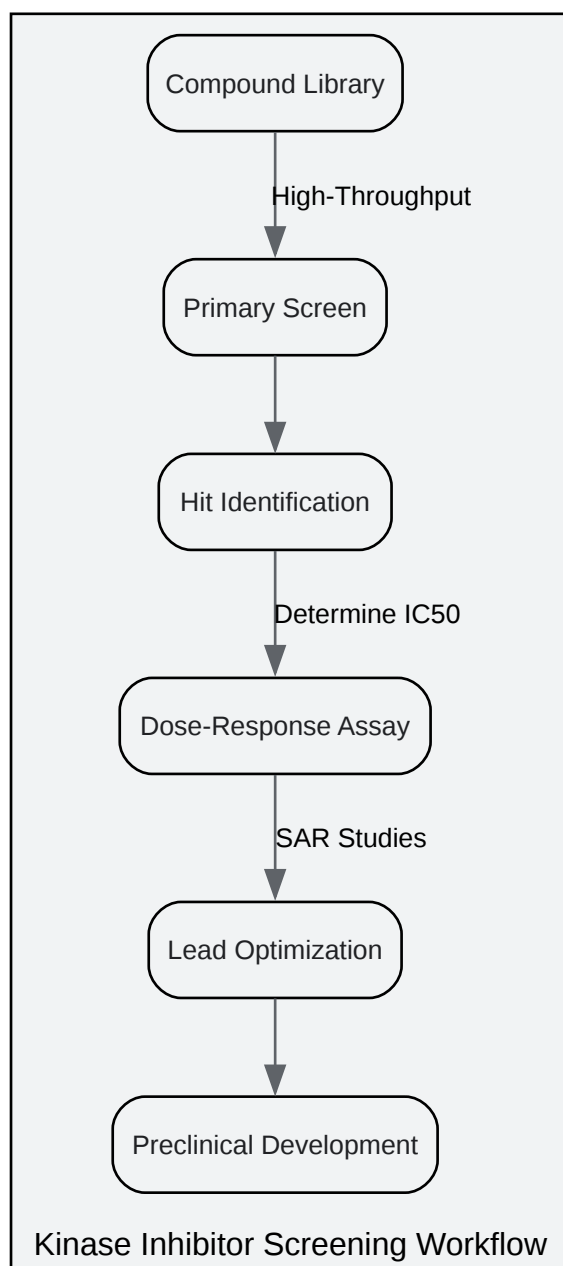 Compound Library
High-Throughput
Primary Screen
Hit Identification
Determine IC50
Dose-Response Assay
SAR Studies
Lead Optimization
Preclinical Development
Kinase Inhibitor Screening Workflow